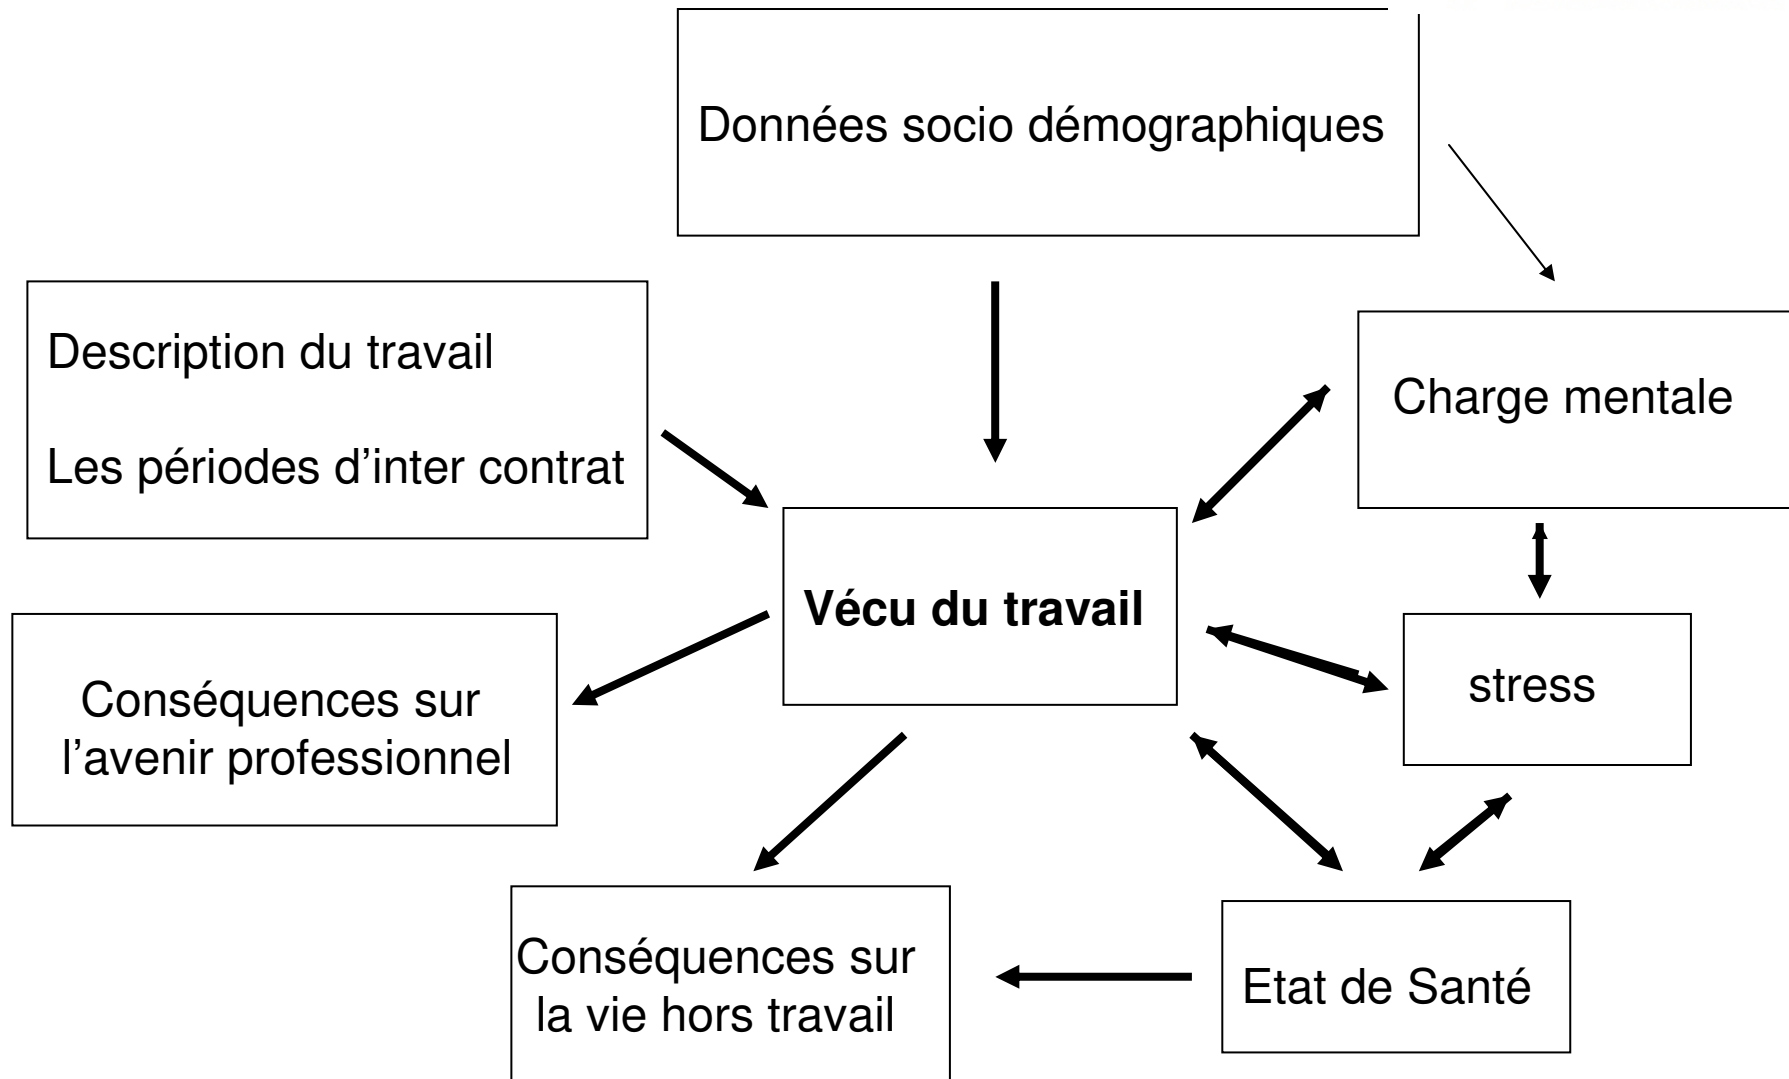 Données socio démographiques
Description du travail
Les périodes d’inter contrat
Charge mentale
Vécu du travail
stress
Conséquences sur
l’avenir professionnel
Conséquences sur
la vie hors travail
Etat de Santé